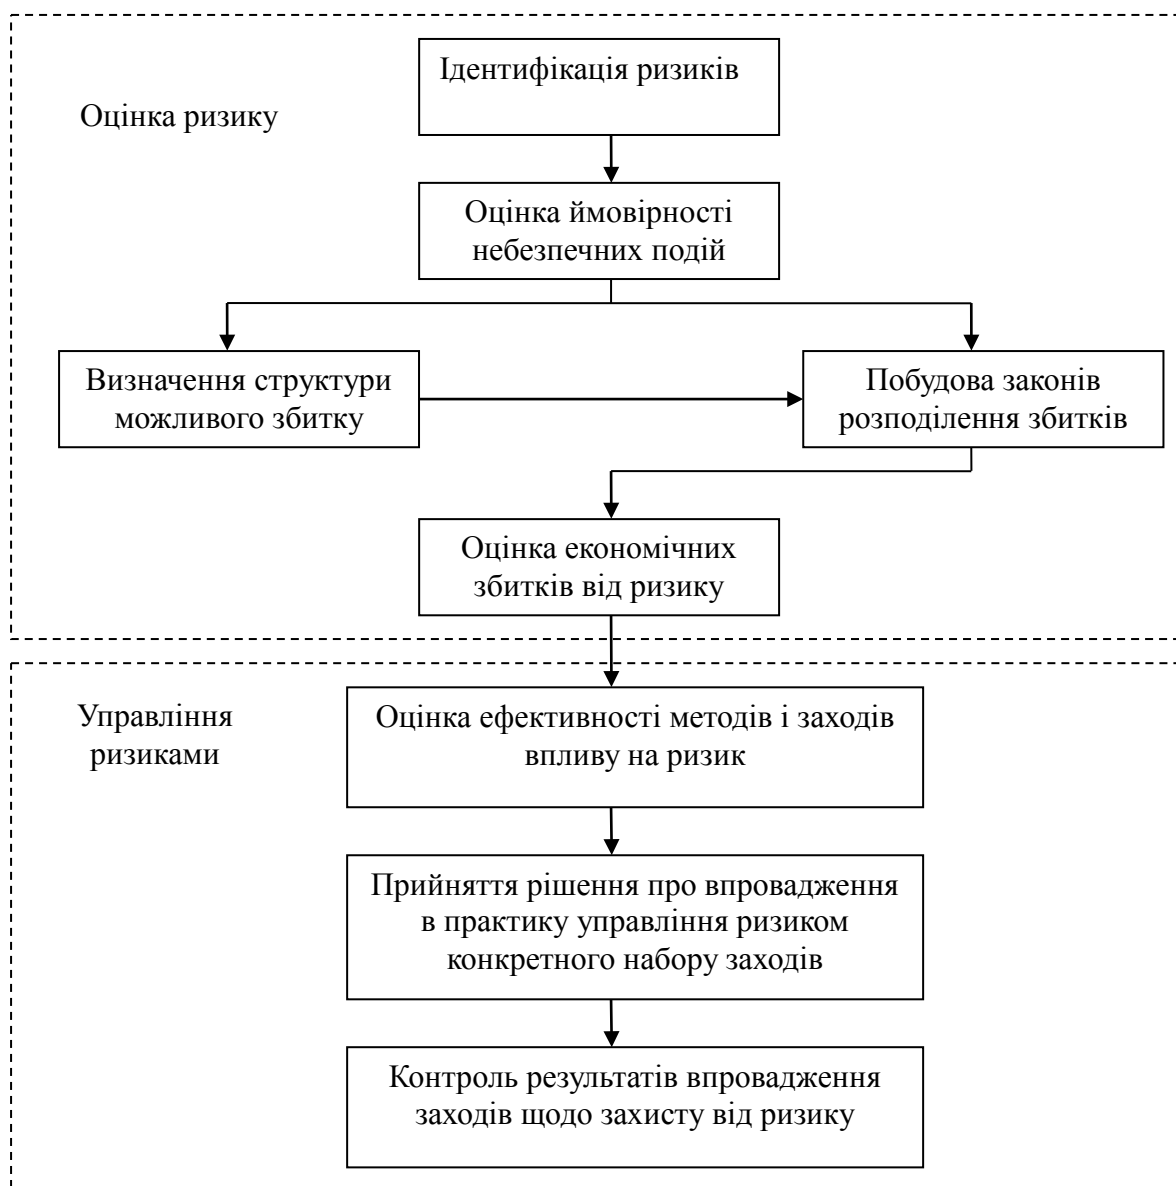 Ідентифікація ризиків
Оцінка ризику
Оцінка ймовірності
небезпечних подій
Визначення структури
можливого збитку
Побудова законів
розподілення збитків
Оцінка економічних
збитків від ризику
Управління
ризиками
Оцінка ефективності методів і заходів
впливу на ризик
Прийняття рішення про впровадження
в практику управління ризиком
конкретного набору заходів
Контроль результатів впровадження
заходів щодо захисту від ризику